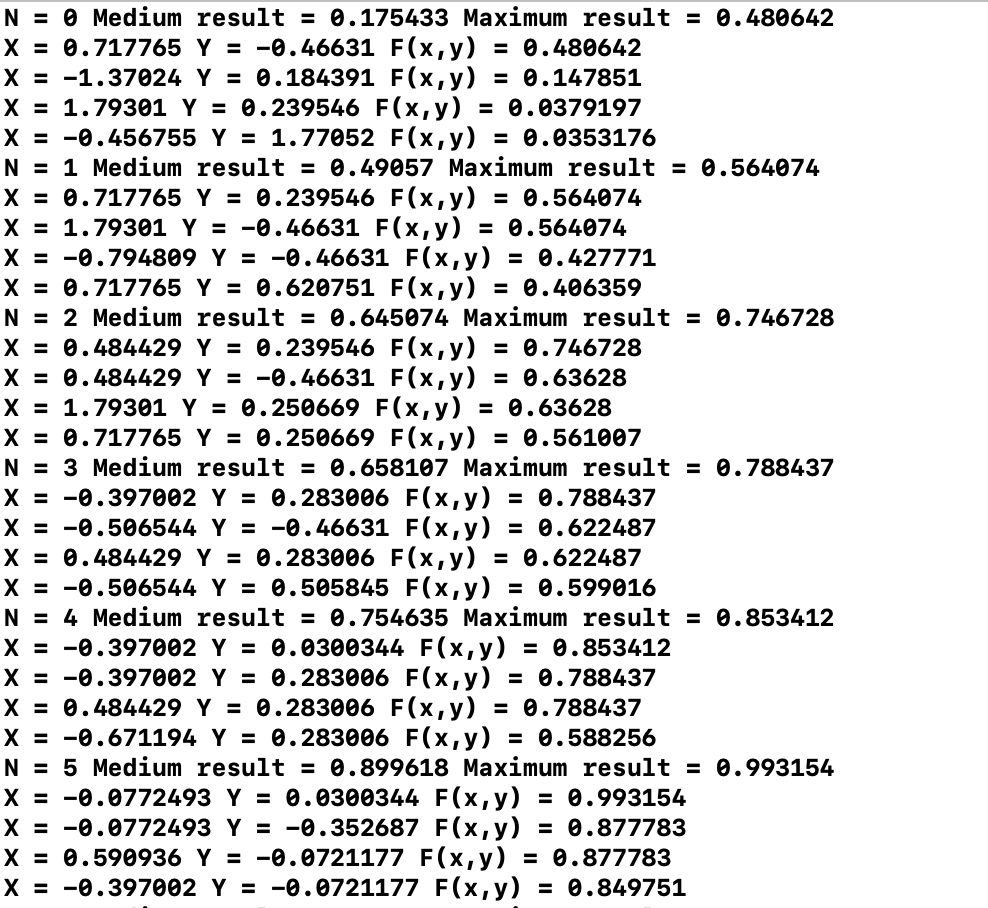 N = 0 Medium result = 0.175433 Maximum result = 0.480642
X = 0.717765 Y = -0.46631 F(x,y) = 0.480642
X = -1.37024 Y = 0.184391 F(x,y) = 0.147851
X = 1.79301 Y = 0.239546 F(x,y) = 0.0379197
X = -0.456755 Y = 1.77052 F(x,y) = 0.0353176
N = 1 Medium result = 0.49057 Maximum result = 0.564074
X = 0.717765 Y = 0.239546 F(x,y) = 0.564074
X = 1.79301 Y = -0.46631 F(x,y) = 0.564074
X = -0.794809 Y = -0.46631 F(x,y) = 0.427771
X = 0.717765 Y = 0.620751 F(x,y) = 0.406359
N = 2 Medium result = 0.645074 Maximum result = 0.746728
X = 0.484429 Y = 0.239546 F(x,y) = 0.746728
X = 0.484429 Y = -0.46631 F(x,y) = 0.63628
X = 1.79301 Y = 0.250669 F(x,y) = 0.63628
X = 0.717765 Y = 0.250669 F(x,y) = 0.561007
N = 3 Medium result = 0.658107 Maximum result = 0.788437
X = -0.397002 Y = 0.283006 F(x,y) = 0.788437
X = -0.506544 Y = -0.46631 F(x,y) = 0.622487
X = 0.484429 Y = 0.283006 F(x,y) = 0.622487
X = -0.506544 Y = 0.505845 F(x,y) = 0.599016
N = 4 Medium result = 0.754635 Maximum result = 0.853412
X = -0.397002 Y = 0.0300344 F(x,y) = 0.853412
X = -0.397002 Y = 0.283006 F(x,y) = 0.788437
X = 0.484429 Y = 0.283006 F(x,y) = 0.788437
X = -0.671194 Y = 0.283006 F(x,y) = 0.588256
N = 5 Medium result = 0.899618 Maximum result = 0.993154
X = -0.0772493 Y = 0.0300344 F(x,y) = 0.993154
X = -0.0772493 Y = -0.352687 F(x,y) = 0.877783
X = 0.590936 Y = -0.0721177 F(x,y) = 0.877783
X = -0.397002 Y = -0.0721177 F(x,y) = 0.849751